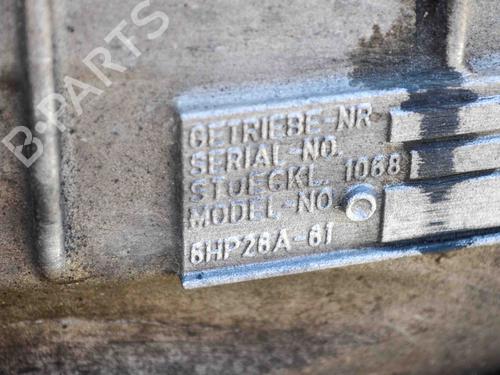 B-PARTS
GETRIEBE-NR
SERIAL-NO.
STUECKL. 1068
MODEL-NO
6HP26A-61